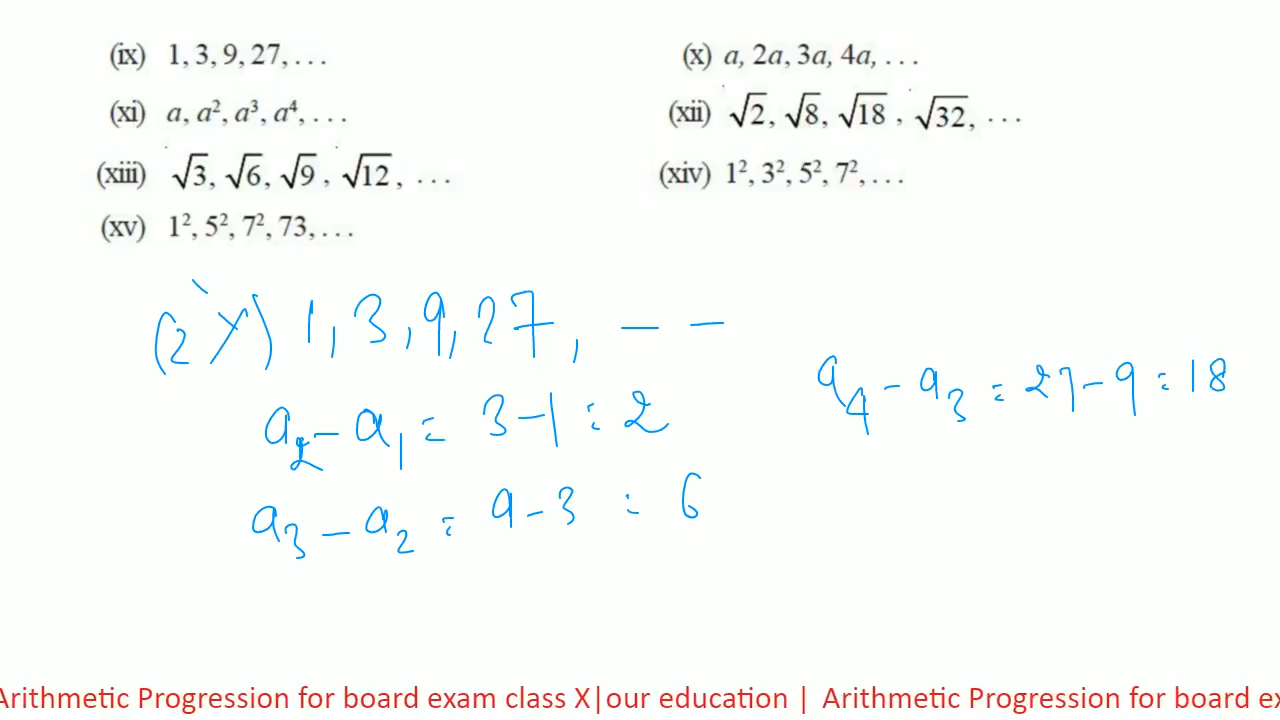 (ix) 1, 3, 9, 27, . . .
(x) a, 2a, 3a, 4a, . . .
(xi) a, a², a³, a⁴, . . .
(xii) √2, √8, √18 , √32, . . .
(xiii) √3, √6, √9 , √12 , . . .
(xiv) 1², 3², 5², 7², . . .
(xv) 1², 5², 7², 73, . . .
(ix) 1, 3, 9, 27, – –
a₂ – a₁ = 3 – 1 = 2
a₃ – a₂ = 9 – 3 = 6
a₄ – a₃ = 27 – 9 = 18
Arithmetic Progression for board exam class X|our education | Arithmetic Progression for board ex